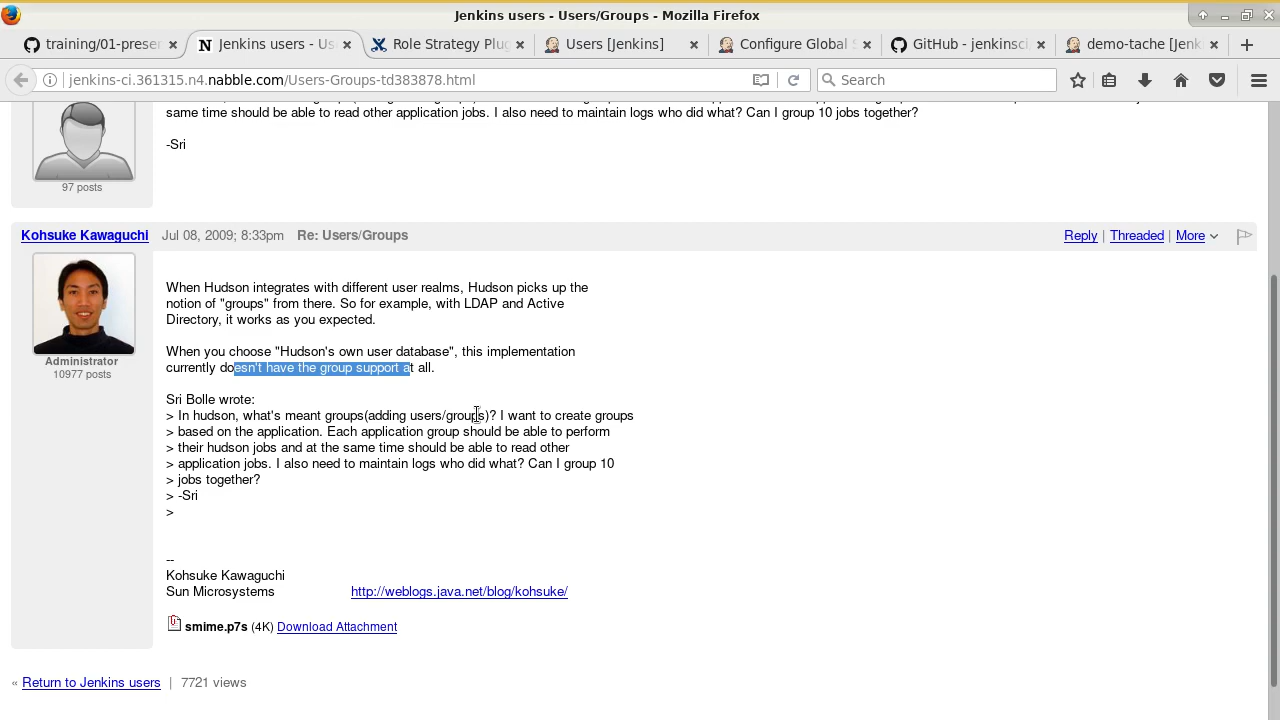 Jenkins users - Users/Groups - Mozilla Firefox
training/01-preser
Jenkins users - Us
Role Strategy Plug
Users [Jenkins]
Configure Global S
GitHub - jenkinsci
demo-tache [Jenk
jenkins-ci.361315.n4.nabble.com/Users-Groups-td383878.html
Search
same time should be able to read other application jobs. I also need to maintain logs who did what? Can I group 10 jobs together?
-Sri
97 posts
Kohsuke Kawaguchi Jul 08, 2009; 8:33pm Re: Users/Groups
Reply | Threaded | More
Administrator
10977 posts
When Hudson integrates with different user realms, Hudson picks up the
notion of "groups" from there. So for example, with LDAP and Active
Directory, it works as you expected.
When you choose "Hudson's own user database", this implementation
currently doesn't have the group support at all.
Sri Bolle wrote:
> In hudson, what's meant groups(adding users/groups)? I want to create groups
> based on the application. Each application group should be able to perform
> their hudson jobs and at the same time should be able to read other
> application jobs. I also need to maintain logs who did what? Can I group 10
> jobs together?
> -Sri
>
--
Kohsuke Kawaguchi
Sun Microsystems http://weblogs.java.net/blog/kohsuke/
smime.p7s (4K) Download Attachment
« Return to Jenkins users | 7721 views